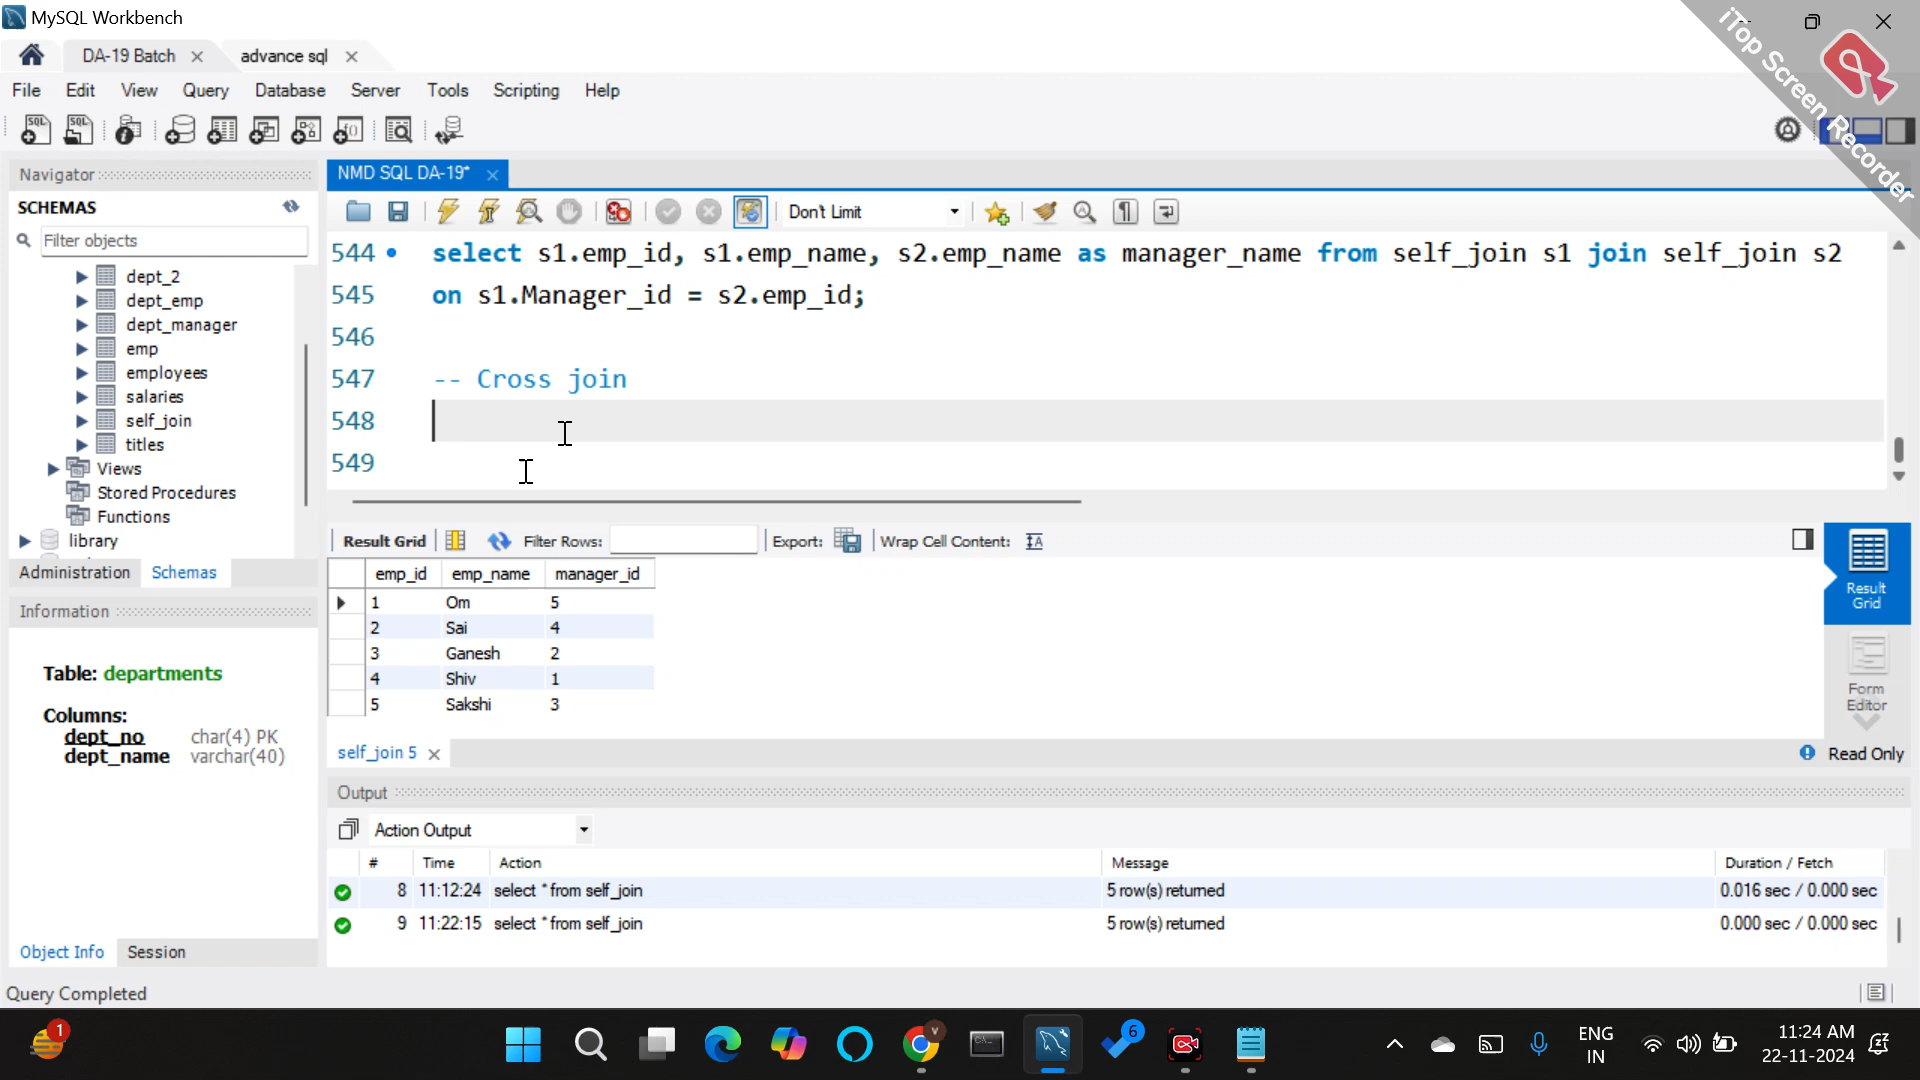 MySQL Workbench
DA-19 Batch
advance sql
File Edit View Query Database Server Tools Scripting Help
iTop Screen Recorder
Navigator
SCHEMAS
Filter objects
dept_2
dept_emp
dept_manager
emp
employees
salaries
self_join
titles
Views
Stored Procedures
Functions
library
Administration Schemas
Information
Table: departments
Columns:
dept_no char(4) PK
dept_name varchar(40)
Object Info Session
NMD SQL DA-19*
Don't Limit
544 select s1.emp_id, s1.emp_name, s2.emp_name as manager_name from self_join s1 join self_join s2
545 on s1.Manager_id = s2.emp_id;
546
547 -- Cross join
548
549
Result Grid Filter Rows: Export: Wrap Cell Content:
emp_id emp_name manager_id
1 Om 5
2 Sai 4
3 Ganesh 2
4 Shiv 1
5 Sakshi 3
Result Grid
Form Editor
self_join 5
Read Only
Output
Action Output
# Time Action Message Duration / Fetch
8 11:12:24 select * from self_join 5 row(s) returned 0.016 sec / 0.000 sec
9 11:22:15 select * from self_join 5 row(s) returned 0.000 sec / 0.000 sec
Query Completed
1
6
ENG
IN
11:24 AM
22-11-2024